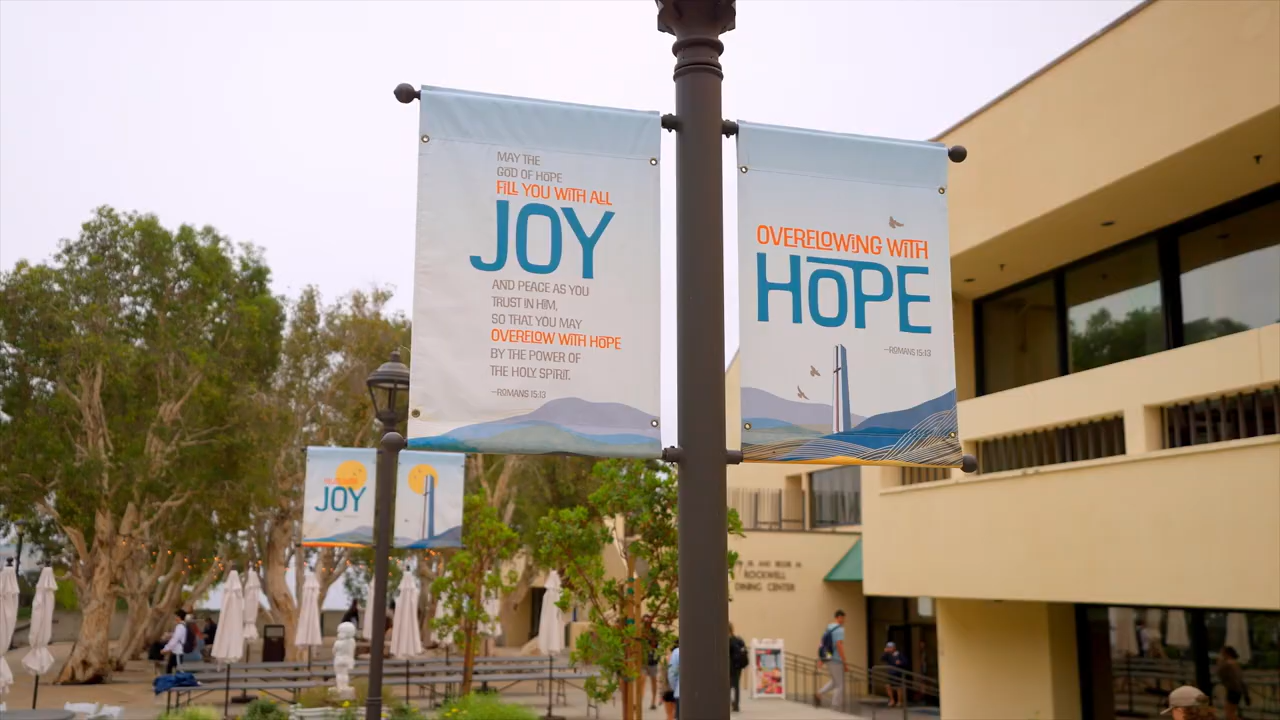 MAY THE
GOD OF HOPE
FILL YOU WITH ALL
JOY
AND PEACE AS YOU
TRUST IN HIM,
SO THAT YOU MAY
OVERFLOW WITH HOPE
BY THE POWER OF
THE HOLY SPIRIT.
—ROMANS 15:13
OVERFLOWING WITH
HOPE
—ROMANS 15:13
JOY
ROCKWELL
DINING CENTER